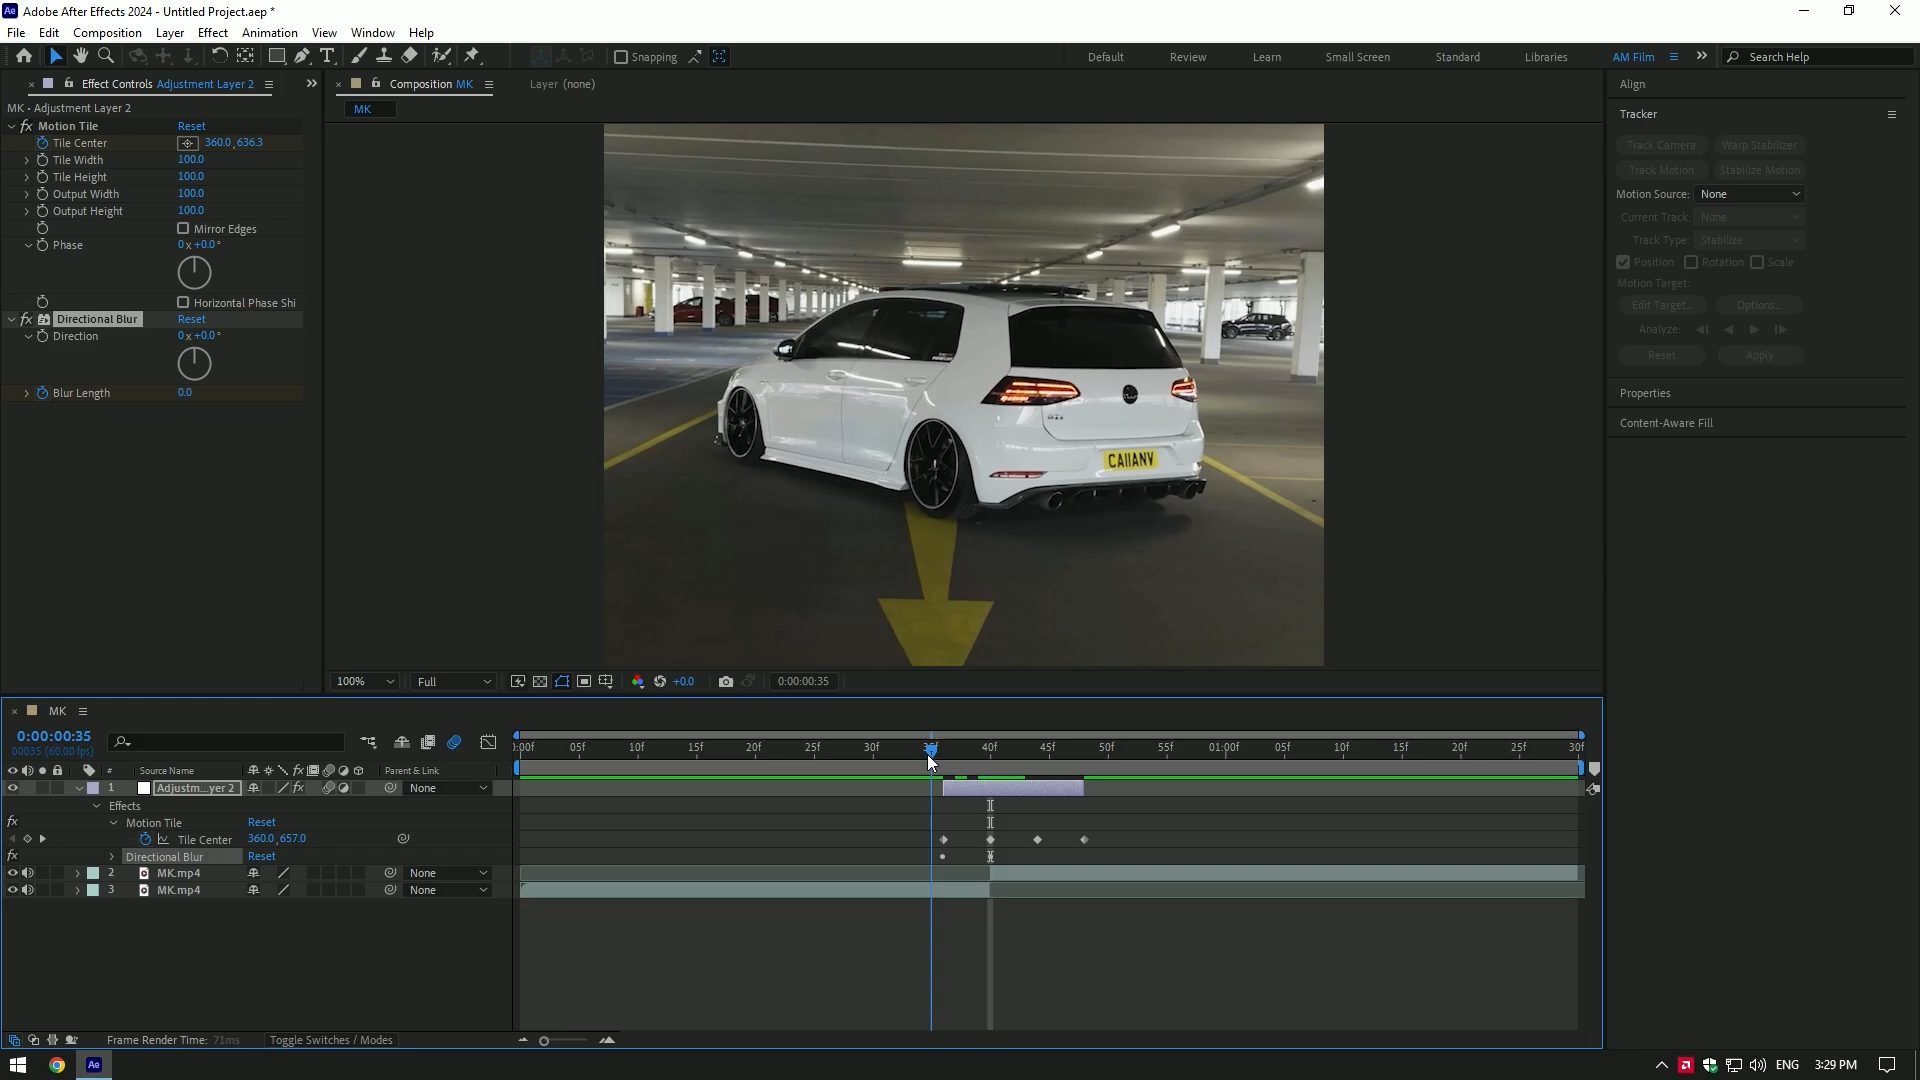 Adobe After Effects 2024 - Untitled Project.aep *
File Edit Composition Layer Effect Animation View Window Help
Snapping
Default Review Learn Small Screen Standard Libraries AM Film Search Help
Effect Controls Adjustment Layer 2
Composition MK Layer (none)
MK
MK • Adjustment Layer 2
fx Motion Tile Reset
Tile Center 360.0,636.3
Tile Width 100.0
Tile Height 100.0
Output Width 100.0
Output Height 100.0
Mirror Edges
Phase 0x+0.0°
Horizontal Phase Shi
fx Directional Blur Reset
Direction 0x+0.0°
Blur Length 0.0
CA11ANV
100% Full +0.0 0:00:00:35
Align
Tracker
Track Camera Warp Stabilizer
Track Motion Stabilize Motion
Motion Source: None
Current Track: None
Track Type: Stabilize
Position Rotation Scale
Motion Target:
Edit Target... Options...
Analyze:
Reset Apply
Properties
Content-Aware Fill
MK
0:00:00:35
00035 (60.00 fps)
05f 10f 15f 20f 25f 30f 40f 45f 50f 55f 01:00f 05f 10f 15f 20f 25f 30f
# Source Name Parent & Link
1 Adjustm...yer 2 None
Effects
fx Motion Tile Reset
Tile Center 360.0,657.0
fx Directional Blur Reset
2 MK.mp4 None
3 MK.mp4 None
Frame Render Time: 71ms Toggle Switches / Modes
Ae ENG 3:29 PM